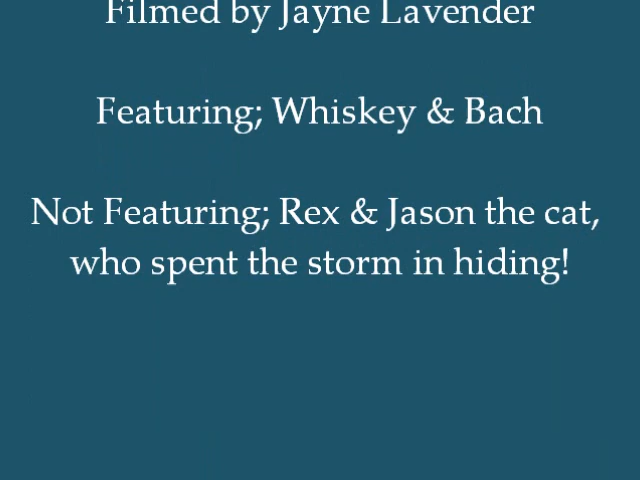 Filmed by Jayne Lavender
Featuring; Whiskey & Bach
Not Featuring; Rex & Jason the cat,
who spent the storm in hiding!